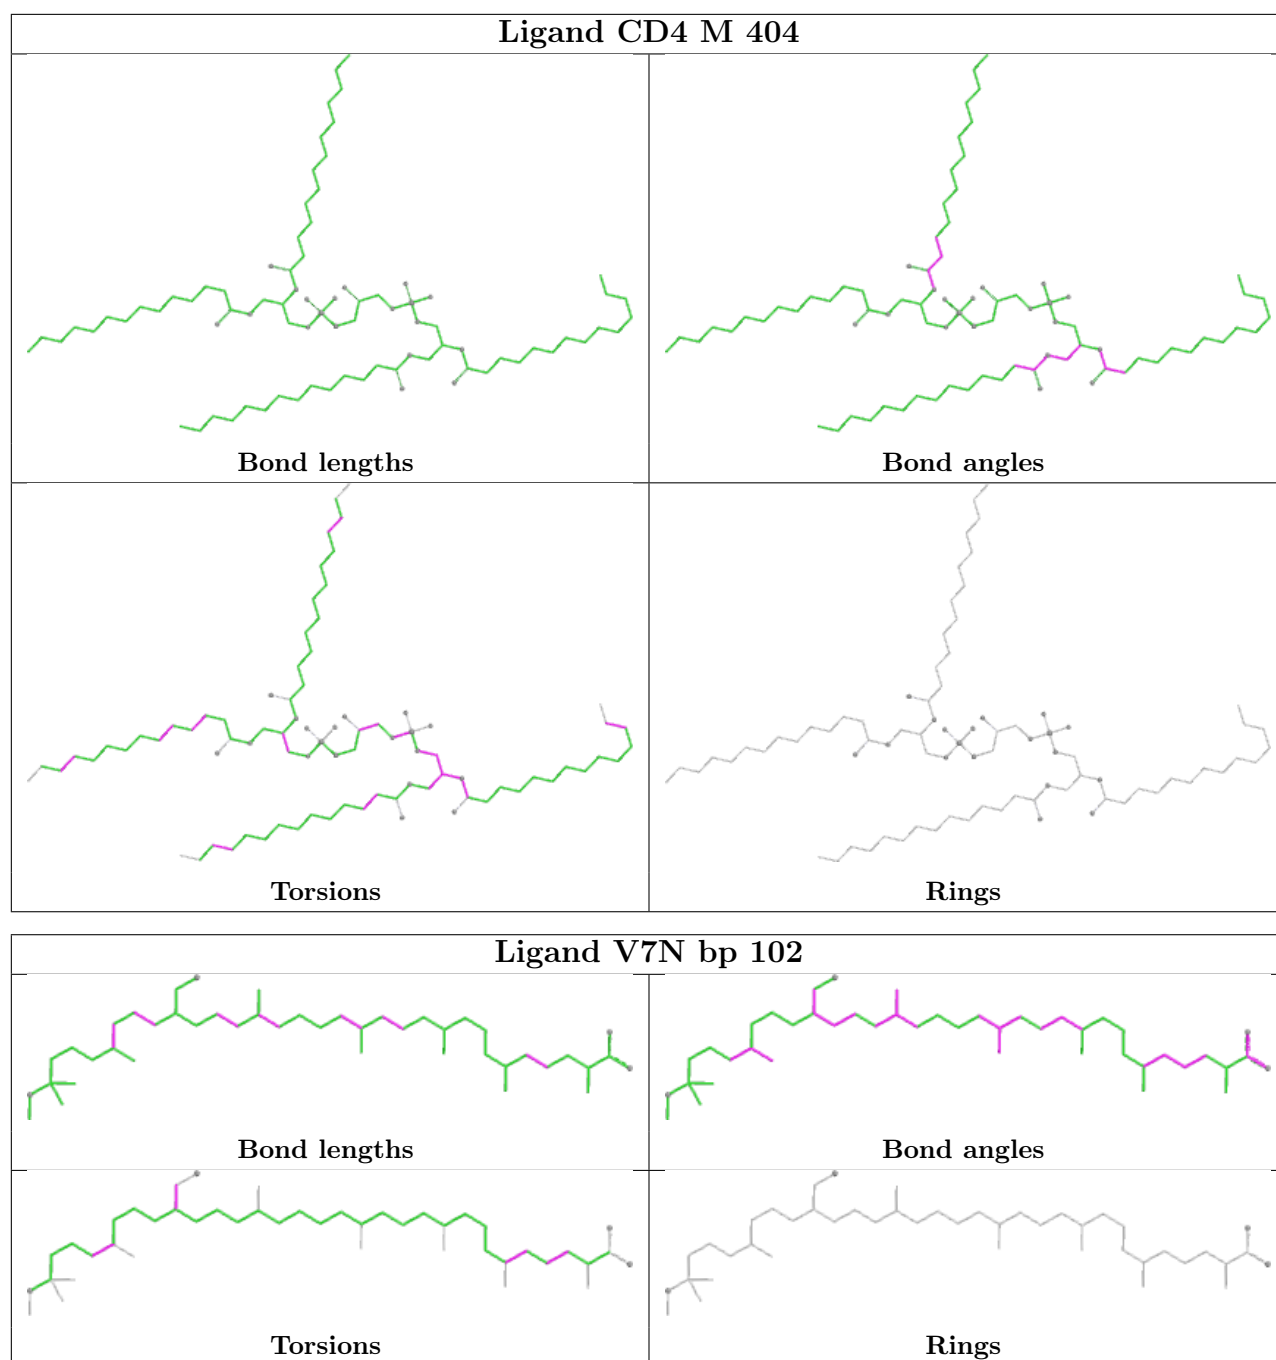 Ligand CD4 M 404
Bond lengths
Bond angles
Torsions
Rings
Ligand V7N bp 102
Bond lengths
Bond angles
Torsions
Rings